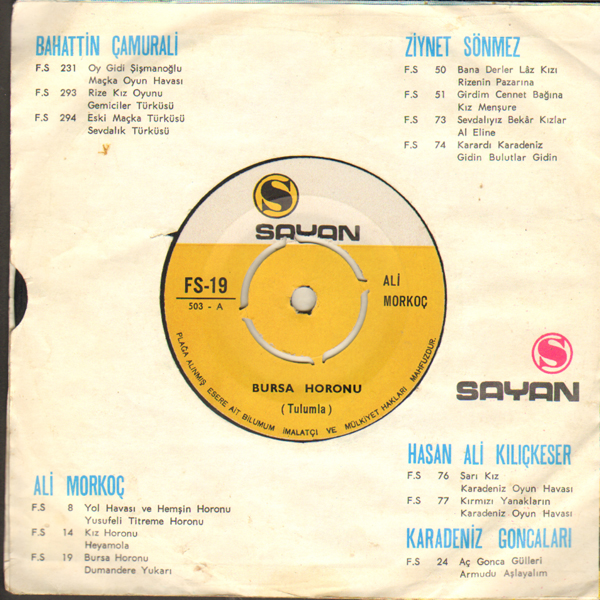 BAHATTİN ÇAMURALİ
F.S 231 Oy Gidi Şişmanoğlu
Maçka Oyun Havası
F.S 293 Rize Kız Oyunu
Gemiciler Türküsü
F.S 294 Eski Maçka Türküsü
Sevdalık Türküsü
ZİYNET SÖNMEZ
F.S 50 Bana Derler Lâz Kızı
Rizenin Pazarına
F.S 51 Girdim Cennet Bağına
Kız Menşure
F.S 73 Sevdalıyız Bekâr Kızlar
Al Eline
F.S 74 Karardı Karadeniz
Gidin Bulutlar Gidin
S
SAYAN
FS-19
503 - A
ALİ
MORKOÇ
BURSA HORONU
(Tulumla)
PLAĞA ALINMIŞ ESERE AİT BİLUMUM İMALATÇI VE MÜLKİYET HAKLARI MAHFUZDUR.
S
SAYAN
ALİ MORKOÇ
F.S 8 Yol Havası ve Hemşin Horonu
Yusufeli Titreme Horonu
F.S 14 Kız Horonu
Heyamola
F.S 19 Bursa Horonu
Dumandere Yukarı
HASAN ALİ KILIÇKESER
F.S 76 Sarı Kız
Karadeniz Oyun Havası
F.S 77 Kırmızı Yanakların
Karadeniz Oyun Havası
KARADENİZ GONCALARI
F.S 24 Aç Gonca Gülleri
Armudu Aşlayalım